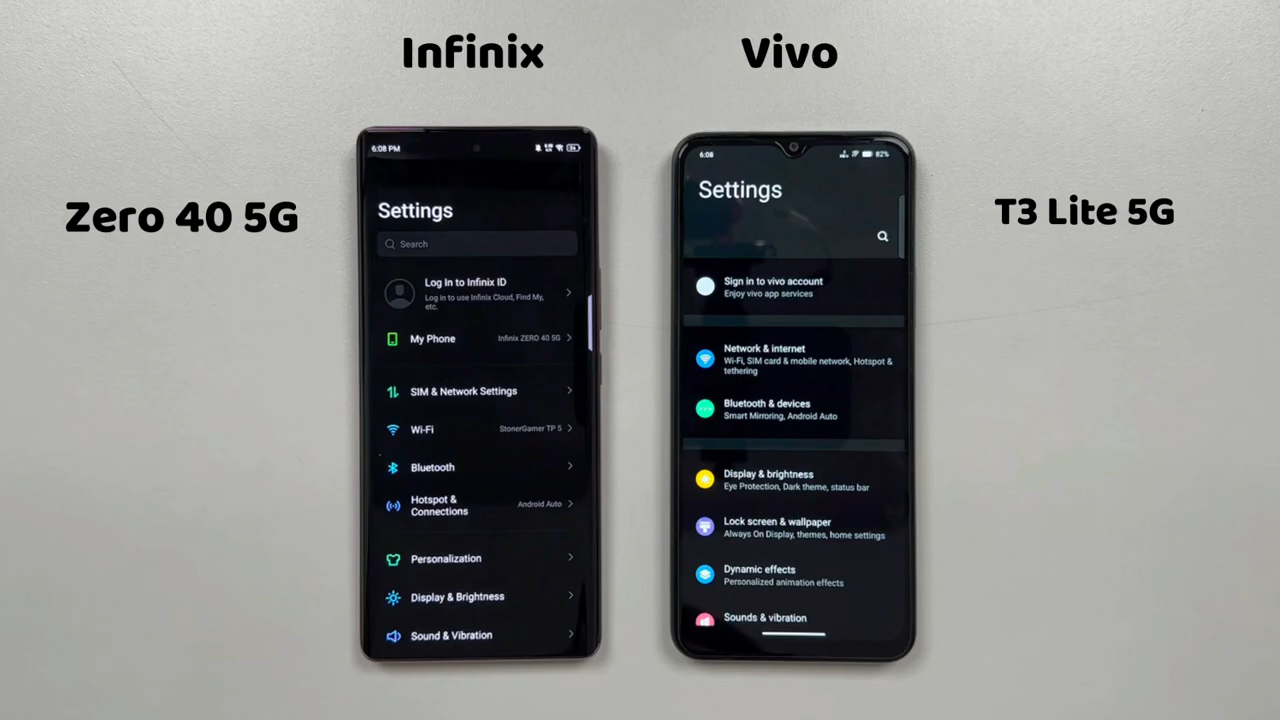 Infinix
Vivo
Zero 40 5G
T3 Lite 5G
6:08 PM
Settings
Search
Log In to Infinix ID
Log in to use Infinix Cloud, Find My,
etc.
My Phone
Infinix ZERO 40 5G
SIM & Network Settings
Wi-Fi
StonerGamer TP 5
Bluetooth
Hotspot &
Connections
Android Auto
Personalization
Display & Brightness
Sound & Vibration
6:08
82%
Settings
Sign in to vivo account
Enjoy vivo app services
Network & internet
Wi-Fi, SIM card & mobile network, Hotspot &
tethering
Bluetooth & devices
Smart Mirroring, Android Auto
Display & brightness
Eye Protection, Dark theme, status bar
Lock screen & wallpaper
Always On Display, themes, home settings
Dynamic effects
Personalized animation effects
Sounds & vibration